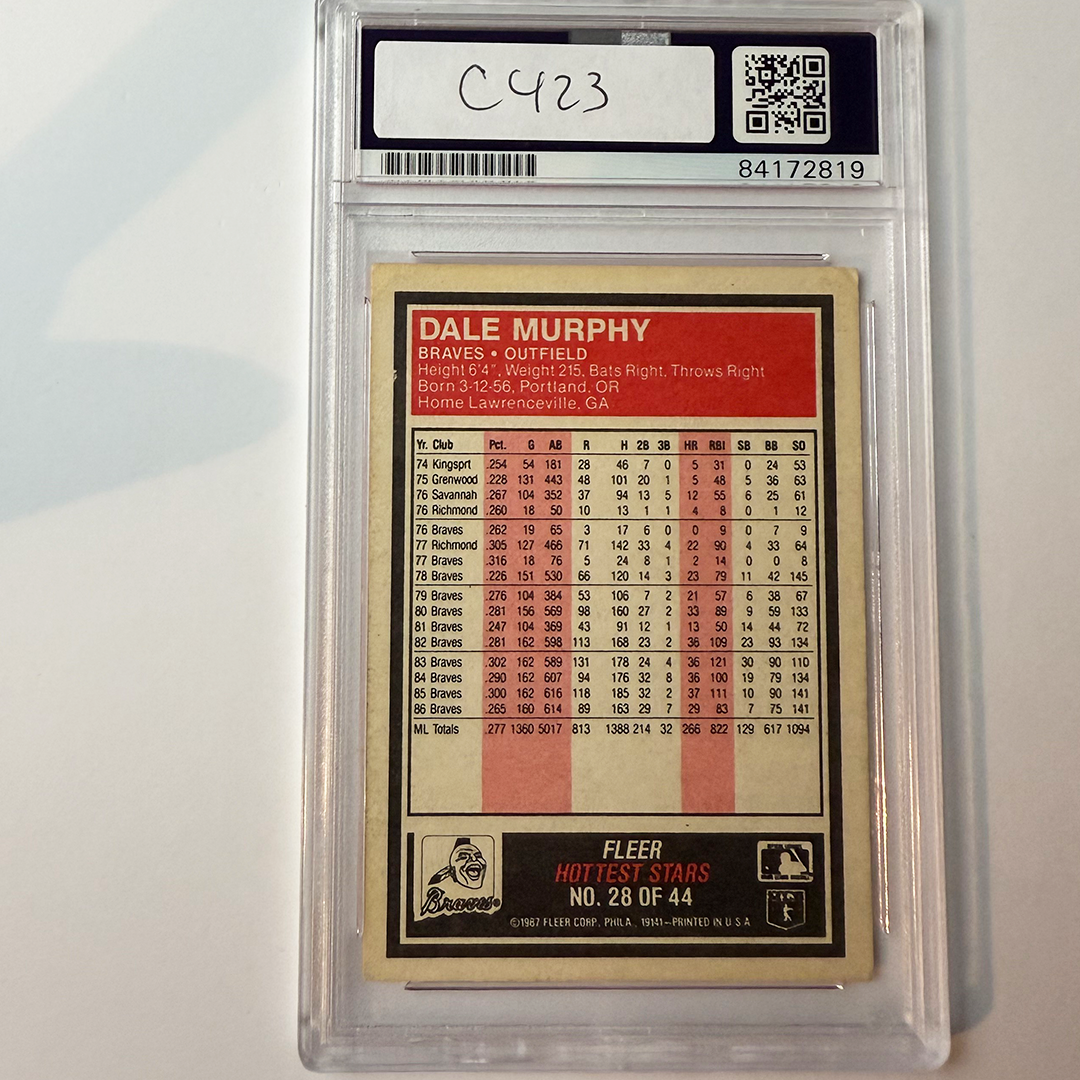 C423
84172819
DALE MURPHY
BRAVES • OUTFIELD
Height 6'4", Weight 215, Bats Right, Throws Right
Born 3-12-56, Portland, OR
Home Lawrenceville, GA
Yr. Club Pct. G AB R H 2B 3B HR RBI SB BB SO
74 Kingsprt .254 54 181 28 46 7 0 5 31 0 24 53
75 Grenwood .228 131 443 48 101 20 1 5 48 5 36 63
76 Savannah .267 104 352 37 94 13 5 12 55 6 25 61
76 Richmond .260 18 50 10 13 1 1 4 8 0 1 12
76 Braves .262 19 65 3 17 6 0 0 9 0 7 9
77 Richmond .305 127 466 71 142 33 4 22 90 4 33 64
77 Braves .316 18 76 5 24 8 1 2 14 0 0 8
78 Braves .226 151 530 66 120 14 3 23 79 11 42 145
79 Braves .276 104 384 53 106 7 2 21 57 6 38 67
80 Braves .281 156 569 98 160 27 2 33 89 9 59 133
81 Braves .247 104 369 43 91 12 1 13 50 14 44 72
82 Braves .281 162 598 113 168 23 2 36 109 23 93 134
83 Braves .302 162 589 131 178 24 4 36 121 30 90 110
84 Braves .290 162 607 94 176 32 8 36 100 19 79 134
85 Braves .300 162 616 118 185 32 2 37 111 10 90 141
86 Braves .265 160 614 89 163 29 7 29 83 7 75 141
ML Totals .277 1360 5017 813 1388 214 32 266 822 129 617 1094
Braves®
FLEER
HOTTEST STARS
NO. 28 OF 44
©1987 FLEER CORP., PHILA., 19141-PRINTED IN U S A